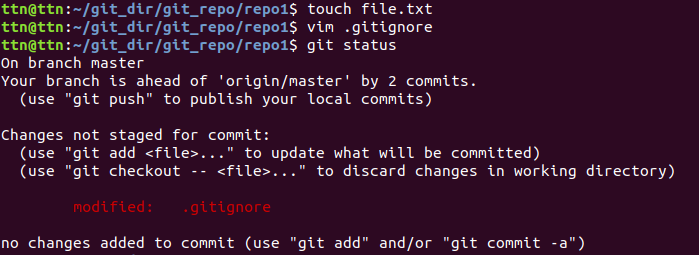 ttn@ttn:~/git_dir/git_repo/repo1$ touch file.txt
ttn@ttn:~/git_dir/git_repo/repo1$ vim .gitignore
ttn@ttn:~/git_dir/git_repo/repo1$ git status
On branch master
Your branch is ahead of 'origin/master' by 2 commits.
  (use "git push" to publish your local commits)

Changes not staged for commit:
  (use "git add <file>..." to update what will be committed)
  (use "git checkout -- <file>..." to discard changes in working directory)

        modified:   .gitignore

no changes added to commit (use "git add" and/or "git commit -a")